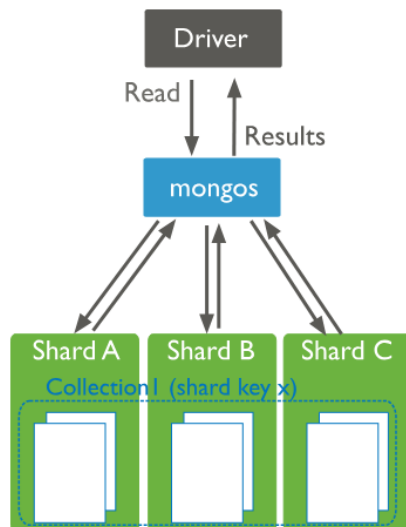 Driver
Read
Results
mongos
Shard A
Shard B
Shard C
Collection1 (shard key x)